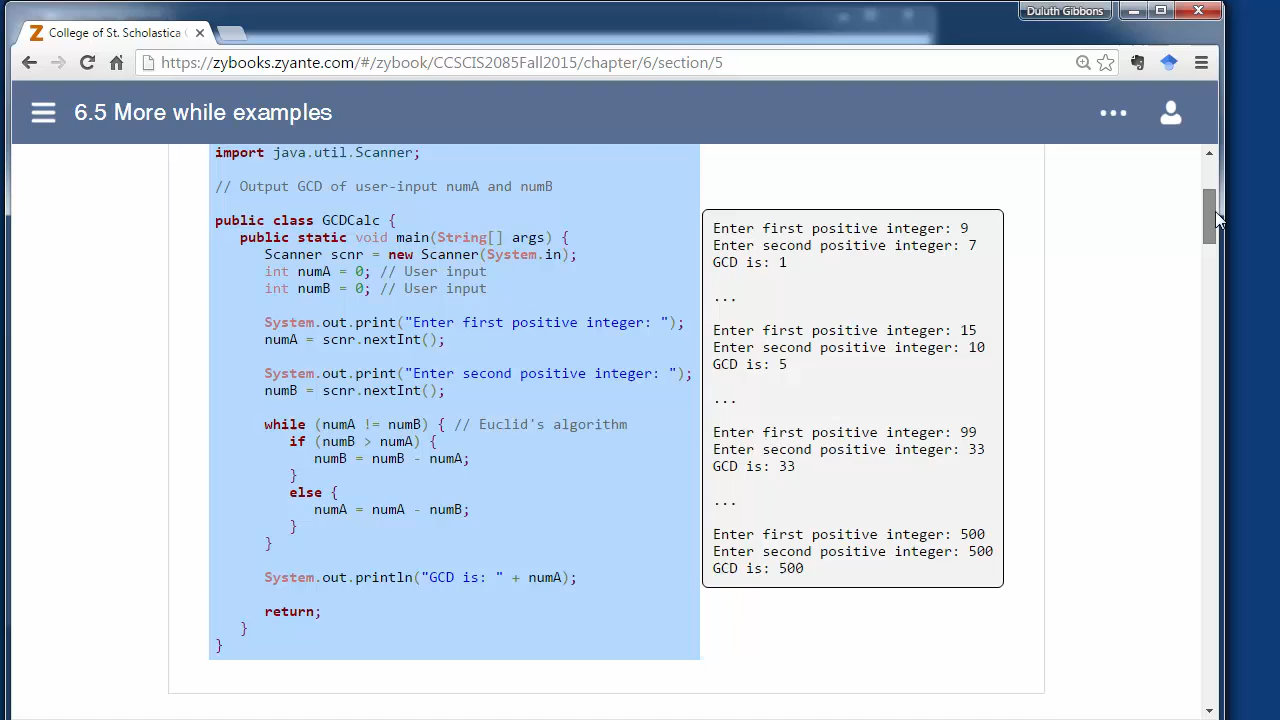 Duluth Gibbons
College of St. Scholastica
https://zybooks.zyante.com/#/zybook/CCSCIS2085Fall2015/chapter/6/section/5
6.5 More while examples
import java.util.Scanner;
// Output GCD of user-input numA and numB
public class GCDCalc {
public static void main(String[] args) {
Scanner scnr = new Scanner(System.in);
int numA = 0; // User input
int numB = 0; // User input
System.out.print("Enter first positive integer: ");
numA = scnr.nextInt();
System.out.print("Enter second positive integer: ");
numB = scnr.nextInt();
while (numA != numB) { // Euclid's algorithm
if (numB > numA) {
numB = numB - numA;
}
else {
numA = numA - numB;
}
}
System.out.println("GCD is: " + numA);
return;
}
}
Enter first positive integer: 9
Enter second positive integer: 7
GCD is: 1
...
Enter first positive integer: 15
Enter second positive integer: 10
GCD is: 5
...
Enter first positive integer: 99
Enter second positive integer: 33
GCD is: 33
...
Enter first positive integer: 500
Enter second positive integer: 500
GCD is: 500